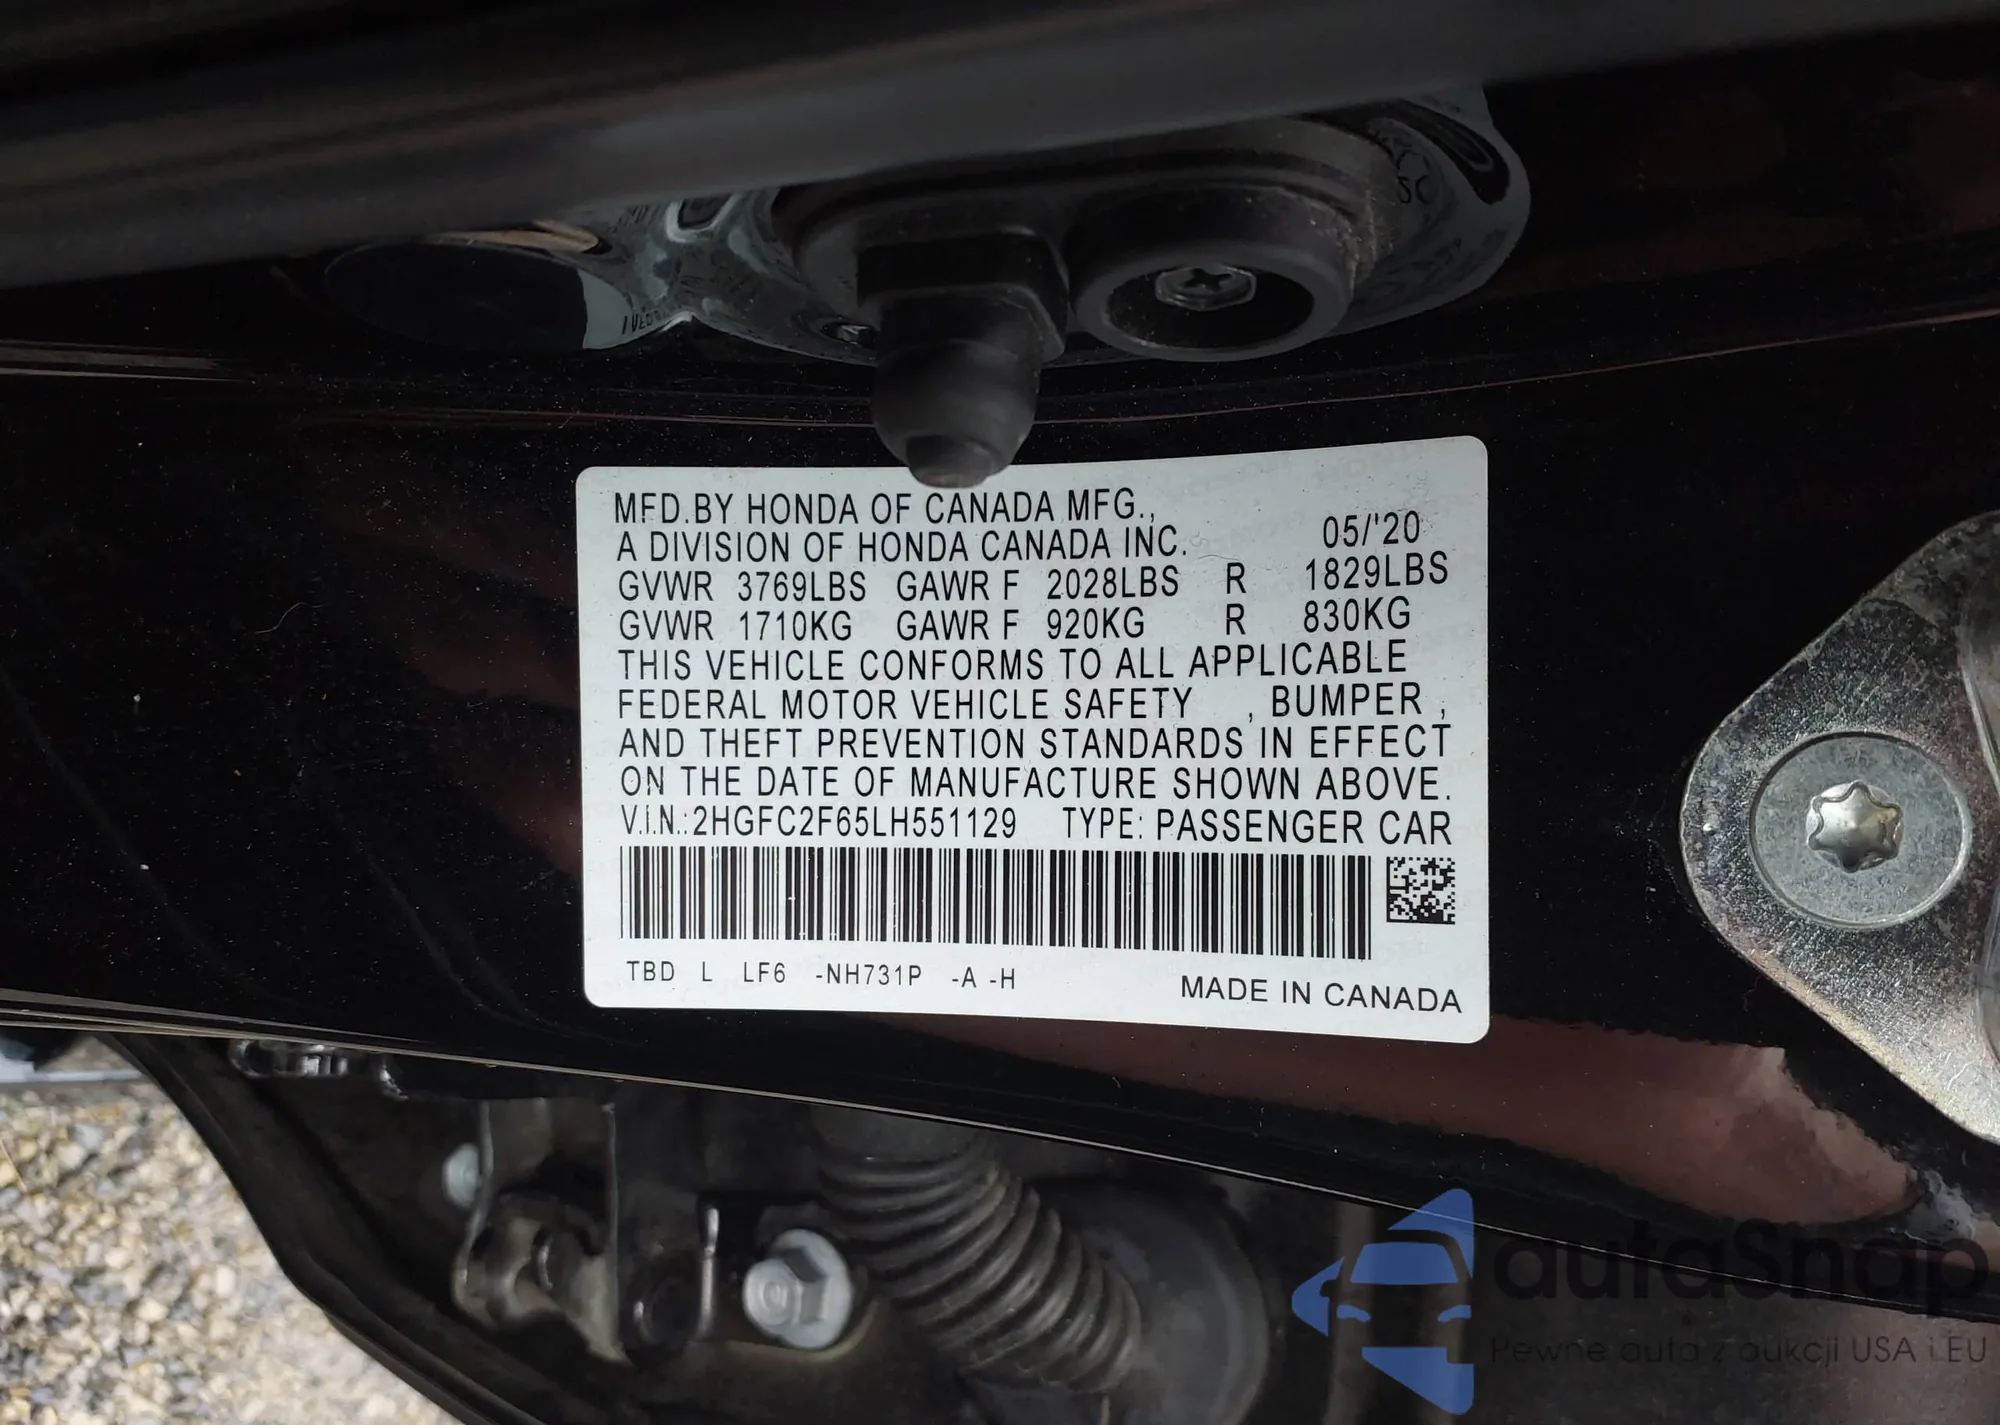 MFD.BY HONDA OF CANADA MFG.,
A DIVISION OF HONDA CANADA INC. 05/'20
GVWR 3769LBS GAWR F 2028LBS R 1829LBS
GVWR 1710KG GAWR F 920KG R 830KG
THIS VEHICLE CONFORMS TO ALL APPLICABLE
FEDERAL MOTOR VEHICLE SAFETY , BUMPER ,
AND THEFT PREVENTION STANDARDS IN EFFECT
ON THE DATE OF MANUFACTURE SHOWN ABOVE.
V.I.N.:2HGFC2F65LH551129 TYPE: PASSENGER CAR
TBD L LF6 -NH731P -A -H MADE IN CANADA
autaSnap
Pewne auta z aukcji USA i EU